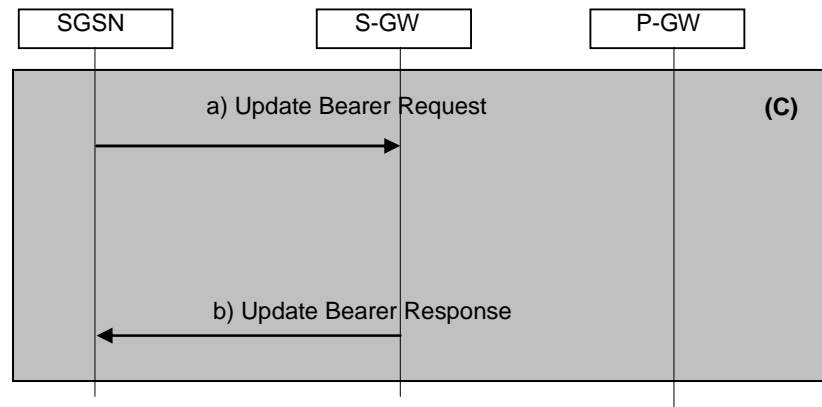 SGSN
S-GW
P-GW
a) Update Bearer Request
(C)
b) Update Bearer Response